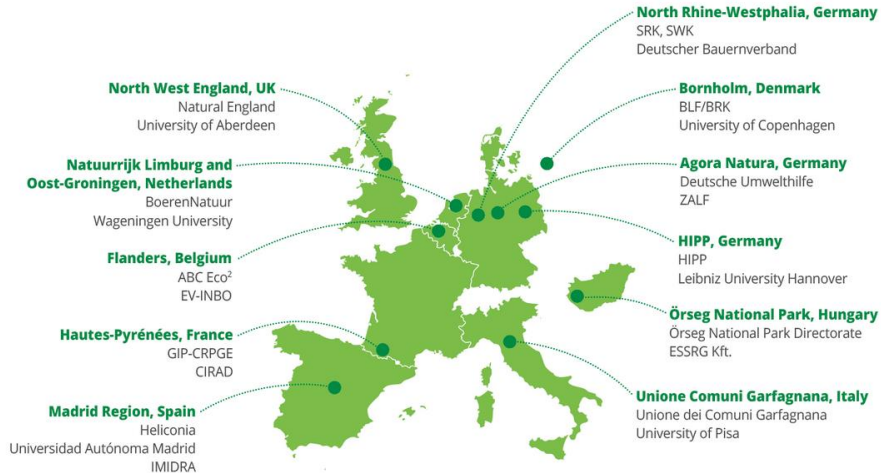 North Rhine-Westphalia, Germany
SRK, SWK
Deutscher Bauernverband
North West England, UK
Natural England
University of Aberdeen
Bornholm, Denmark
BLF/BRK
University of Copenhagen
Natuurrijk Limburg and
Oost-Groningen, Netherlands
BoerenNatuur
Wageningen University
Agora Natura, Germany
Deutsche Umwelthilfe
ZALF
Flanders, Belgium
ABC Eco²
EV-INBO
HIPP, Germany
HIPP
Leibniz University Hannover
Hautes-Pyrénées, France
GIP-CRPGE
CIRAD
Örseg National Park, Hungary
Örseg National Park Directorate
ESSRG Kft.
Madrid Region, Spain
Heliconia
Universidad Autónoma Madrid
IMIDRA
Unione Comuni Garfagnana, Italy
Unione dei Comuni Garfagnana
University of Pisa